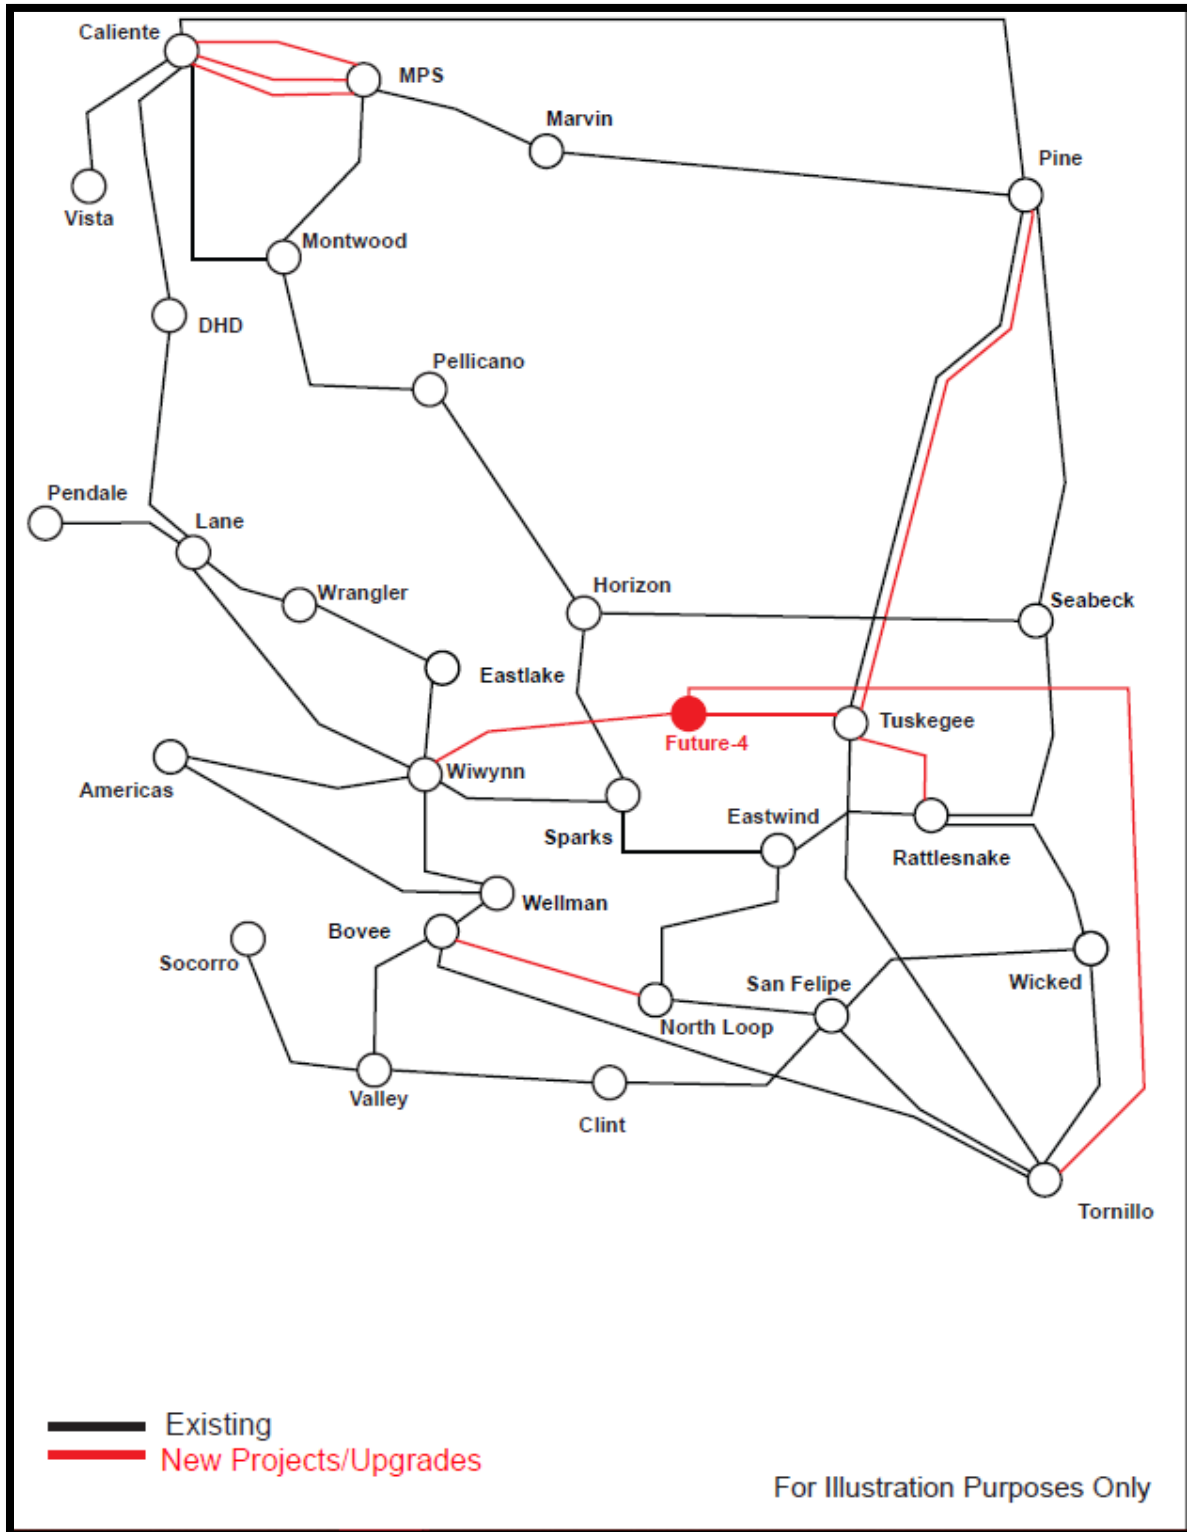 Caliente
MPS
Marvin
Pine
Vista
Montwood
DHD
Pellicano
Pendale
Lane
Wrangler
Horizon
Seabeck
Eastlake
Tuskegee
Future-4
Wiwynn
Americas
Eastwind
Sparks
Rattlesnake
Wellman
Bovee
Socorro
San Felipe
Wicked
North Loop
Valley
Clint
Tornillo
Existing
New Projects/Upgrades
For Illustration Purposes Only